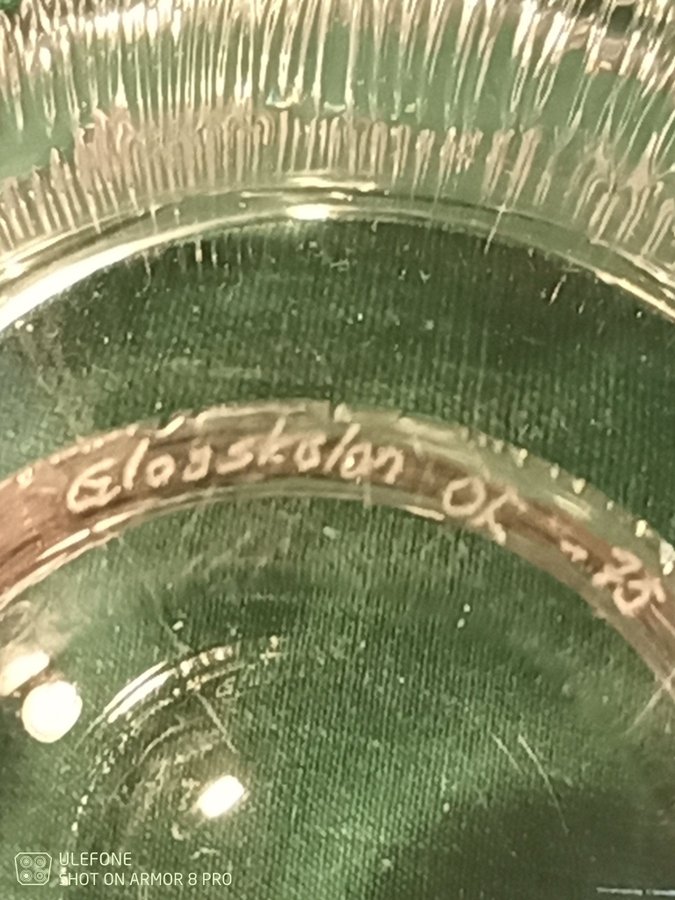 Glasskolan Ok -75
ULEFONE
SHOT ON ARMOR 8 PRO